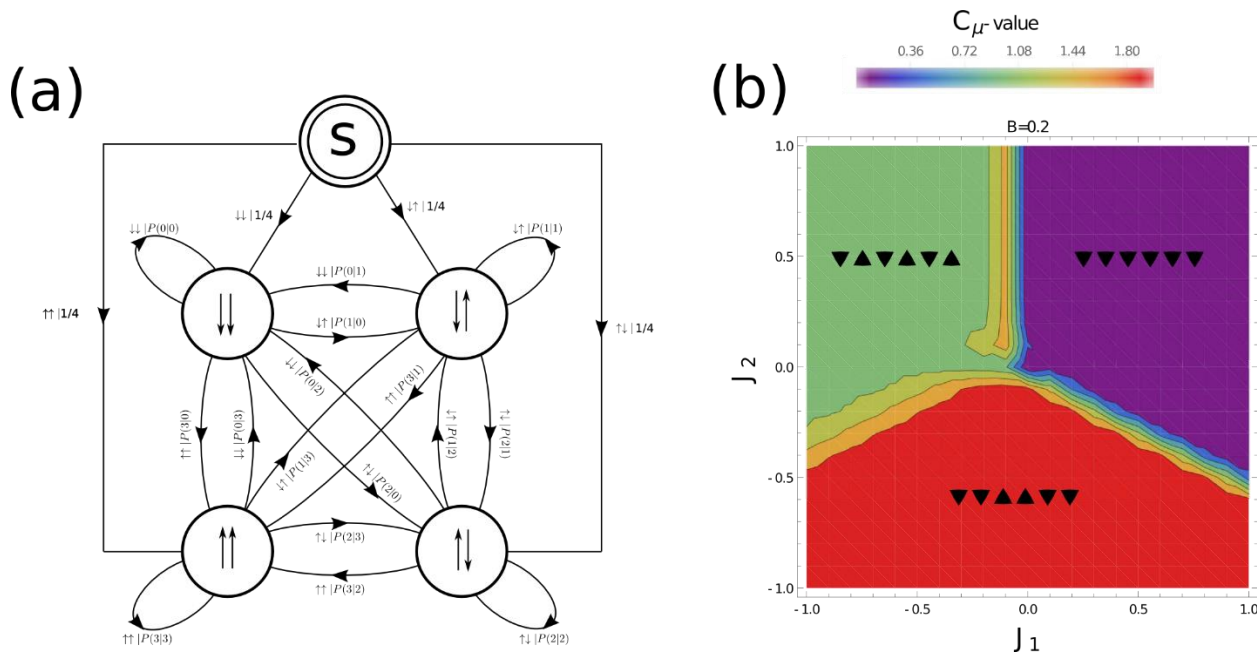 (a)
S
↓↓ | 1/4
↓↑ | 1/4
↓↓ |P(0|0)
↓↑ |P(1|1)
↓↓ |P(0|1)
↑↑ | 1/4
↓↓
↓↑
↑↓ | 1/4
↓↑ |P(1|0)
↓↓ |P(0|2)
↑↑ |P(3|1)
↑↑ |P(3|0)
↓↓ |P(0|3)
↓↑ |P(1|2)
↑↓ |P(2|1)
↓↑ |P(1|3)
↑↓ |P(2|0)
↑↑
↑↓ |P(2|3)
↑↓
↑↑ |P(3|2)
↑↑ |P(3|3)
↑↓ |P(2|2)
(b)
Cμ- value
0.36 0.72 1.08 1.44 1.80
B=0.2
1.0
0.5
0.0
-0.5
-1.0
J2
▼▲▼▲▼▲
▼▼▼▼▼▼
▼▼▲▲▼▼
-1.0 -0.5 0.0 0.5 1.0
J1